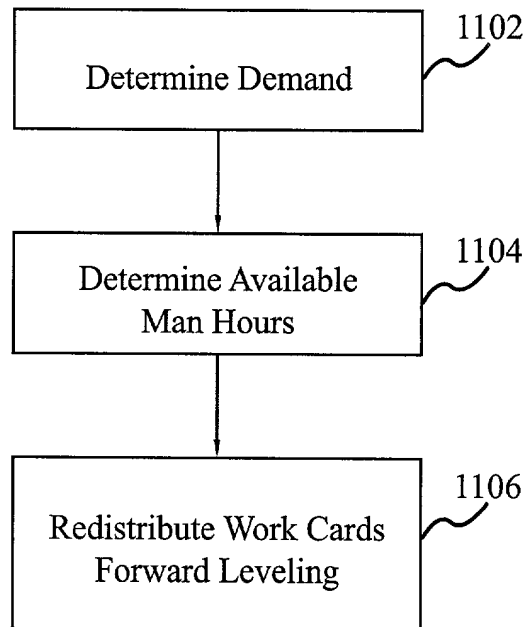 1102
Determine Demand
1104
Determine Available
Man Hours
1106
Redistribute Work Cards
Forward Leveling